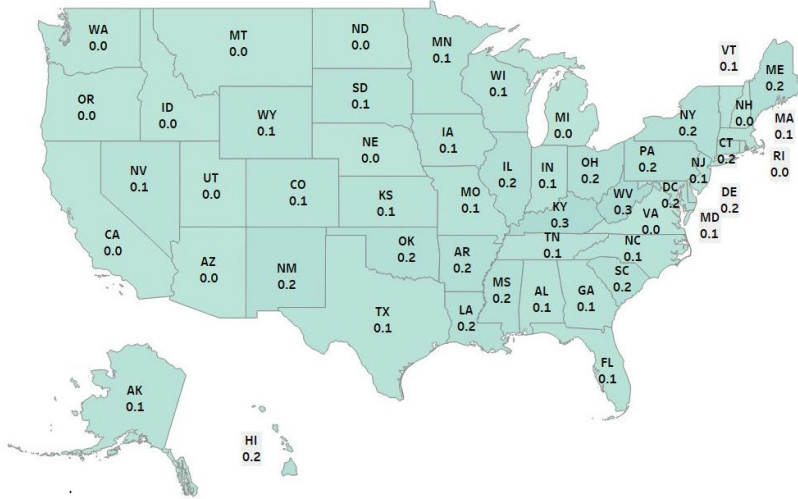 WA
0.0
MT
0.0
ND
0.0
MN
0.1
VT
0.1
ME
0.2
OR
0.0
ID
0.0
WY
0.1
SD
0.1
WI
0.1
MI
0.0
NY
0.2
NH
0.0
MA
0.1
NV
0.1
UT
0.0
CO
0.1
NE
0.0
IA
0.1
IL
0.2
IN
0.1
OH
0.2
PA
0.2
NJ
0.1
CT
0.2
RI
0.0
CA
0.0
AZ
0.0
NM
0.2
KS
0.1
MO
0.1
KY
0.3
WV
0.3
VA
0.0
DC
0.2
DE
0.2
MD
0.1
OK
0.2
AR
0.2
TN
0.1
NC
0.1
SC
0.2
TX
0.1
LA
0.2
MS
0.2
AL
0.1
GA
0.1
FL
0.1
AK
0.1
HI
0.2